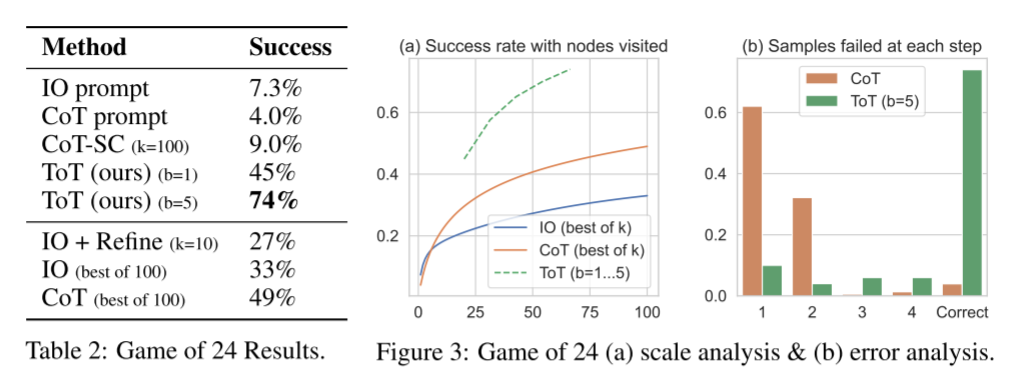 Method Success
IO prompt 7.3%
CoT prompt 4.0%
CoT-SC (k=100) 9.0%
ToT (ours) (b=1) 45%
ToT (ours) (b=5) 74%
IO + Refine (k=10) 27%
IO (best of 100) 33%
CoT (best of 100) 49%
Table 2: Game of 24 Results.
(a) Success rate with nodes visited
0.6
0.4
0.2
0 25 50 75 100
IO (best of k)
CoT (best of k)
ToT (b=1...5)
(b) Samples failed at each step
0.6
0.4
0.2
0.0
1 2 3 4 Correct
CoT
ToT (b=5)
Figure 3: Game of 24 (a) scale analysis & (b) error analysis.